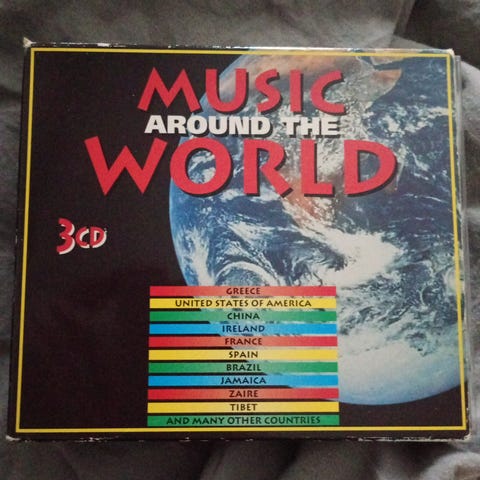 MUSIC
AROUND THE
WORLD
3CD
GREECE
UNITED STATES OF AMERICA
CHINA
IRELAND
FRANCE
SPAIN
BRAZIL
JAMAICA
ZAIRE
TIBET
AND MANY OTHER COUNTRIES